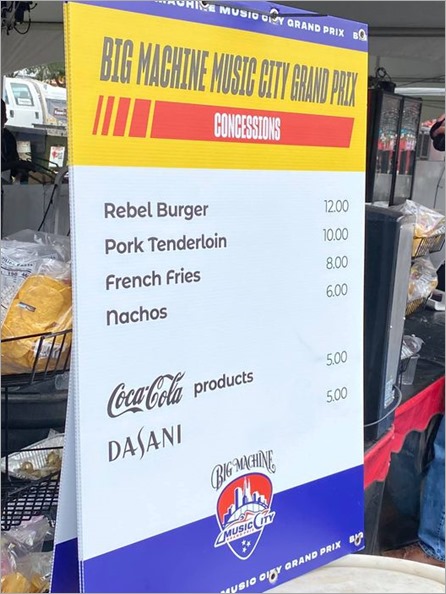 MACHINE MUSIC CITY GRAND PRIX
BIG MACHINE MUSIC CITY GRAND PRIX
CONCESSIONS
Rebel Burger 12.00
Pork Tenderloin 10.00
French Fries 8.00
Nachos 6.00
Coca-Cola products 5.00
DASANI 5.00
BIG MACHINE
MUSIC CITY
MUSIC CITY GRAND PRIX